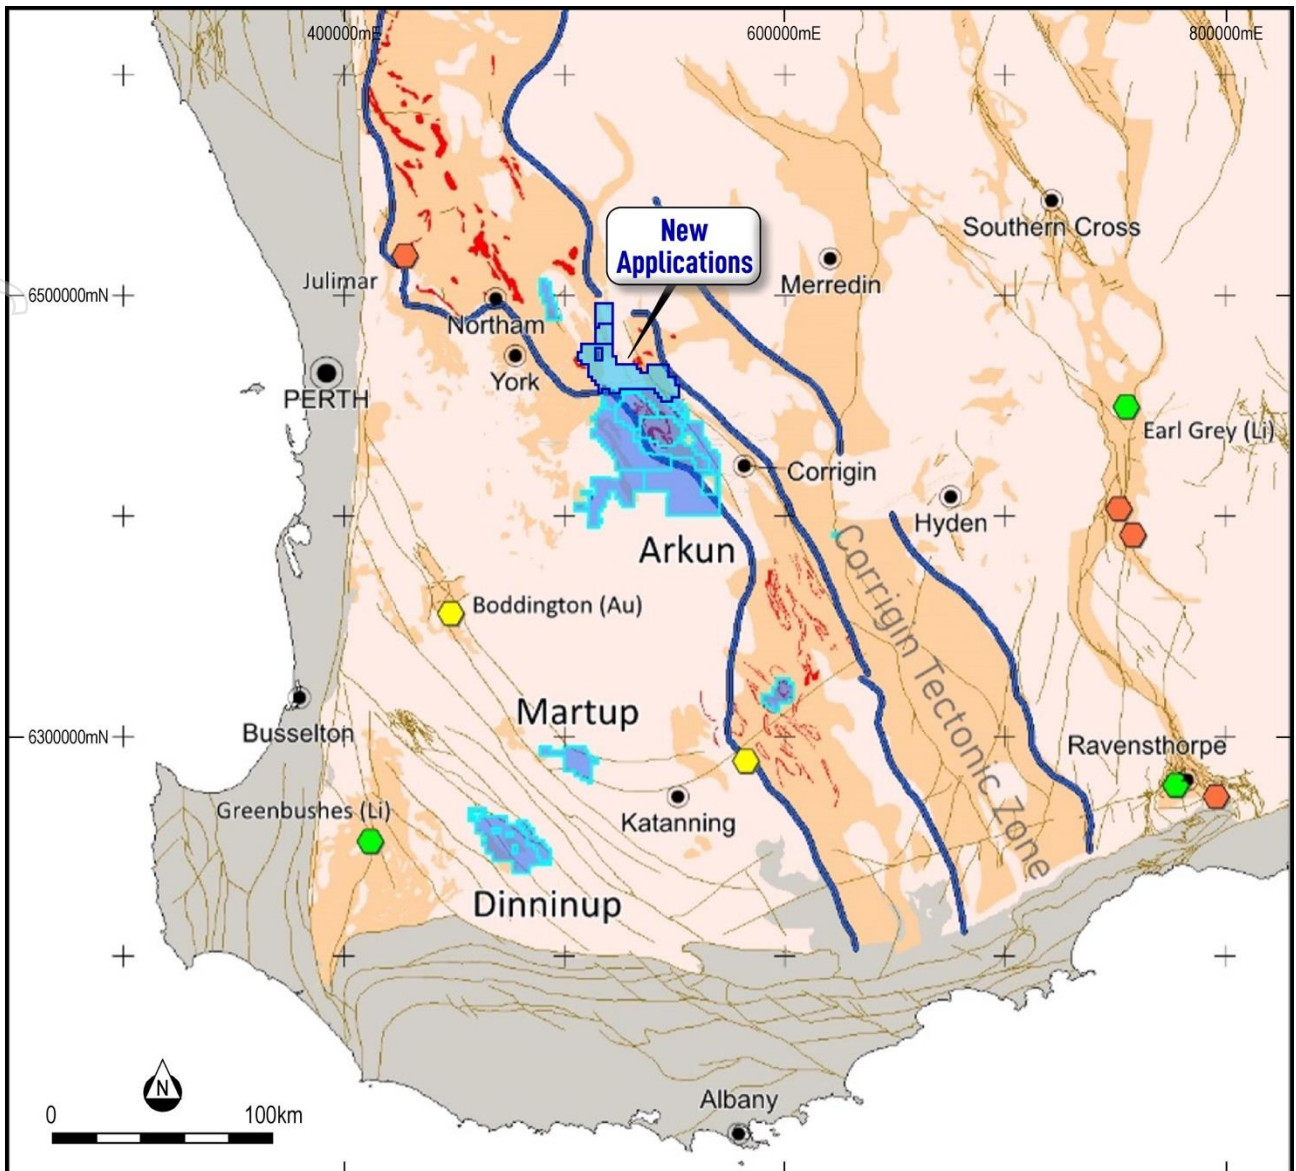 400000mE
600000mE
800000mE
New
Applications
Southern Cross
Merredin
Julimar
6500000mN
Northam
York
PERTH
Earl Grey (Li)
Corrigin
Hyden
Arkun
Corrigin Tectonic Zone
Boddington (Au)
Martup
Busselton
6300000mN
Ravensthorpe
Greenbushes (Li)
Katanning
Dinninup
N
0 100km
Albany